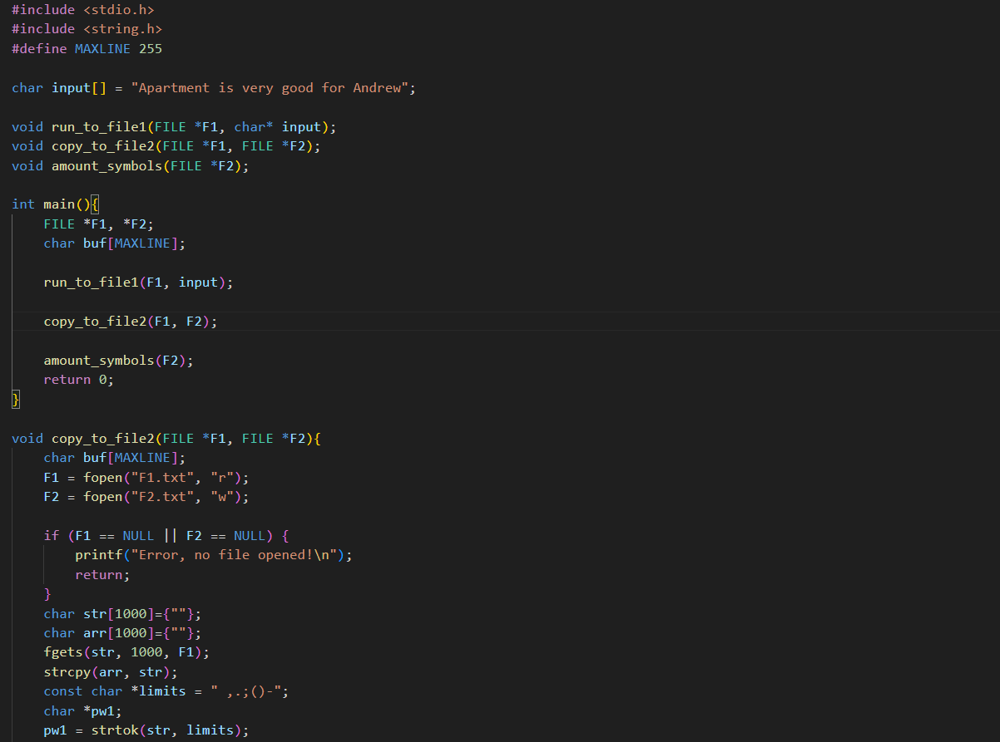 #include <stdio.h>
#include <string.h>
#define MAXLINE 255

char input[] = "Apartment is very good for Andrew";

void run_to_file1(FILE *F1, char* input);
void copy_to_file2(FILE *F1, FILE *F2);
void amount_symbols(FILE *F2);

int main(){
    FILE *F1, *F2;
    char buf[MAXLINE];

    run_to_file1(F1, input);

    copy_to_file2(F1, F2);

    amount_symbols(F2);
    return 0;
}

void copy_to_file2(FILE *F1, FILE *F2){
    char buf[MAXLINE];
    F1 = fopen("F1.txt", "r");
    F2 = fopen("F2.txt", "w");

    if (F1 == NULL || F2 == NULL) {
        printf("Error, no file opened!\n");
        return;
    }
    char str[1000]={""};
    char arr[1000]={""};
    fgets(str, 1000, F1);
    strcpy(arr, str);
    const char *limits = " ,.;()-";
    char *pw1;
    pw1 = strtok(str, limits);